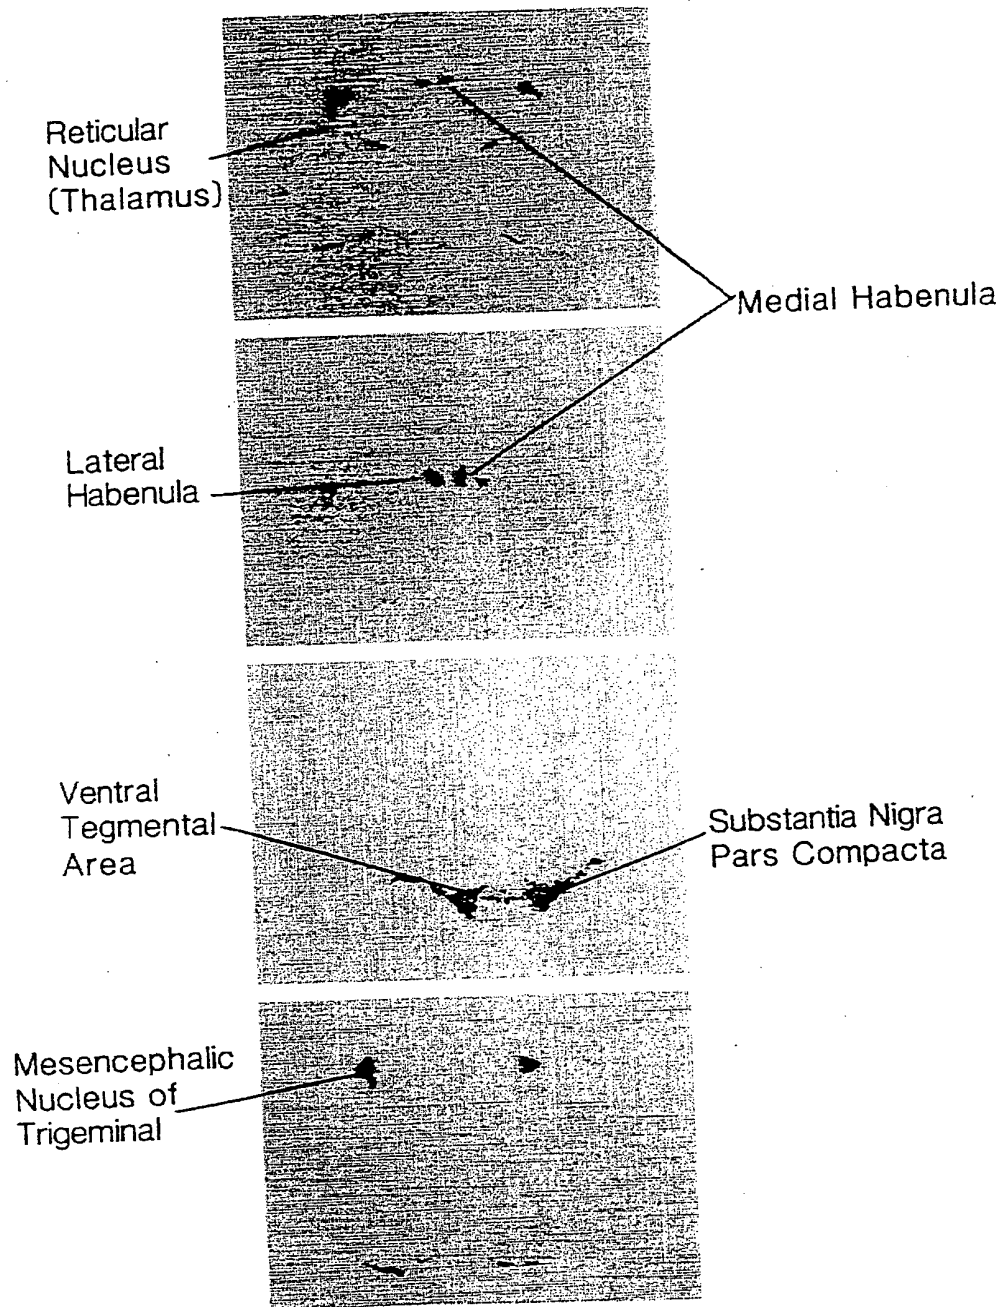 Reticular
Nucleus
(Thalamus)
Medial Habenula
Lateral
Habenula
Ventral
Tegmental
Area
Substantia Nigra
Pars Compacta
Mesencephalic
Nucleus of
Trigeminal